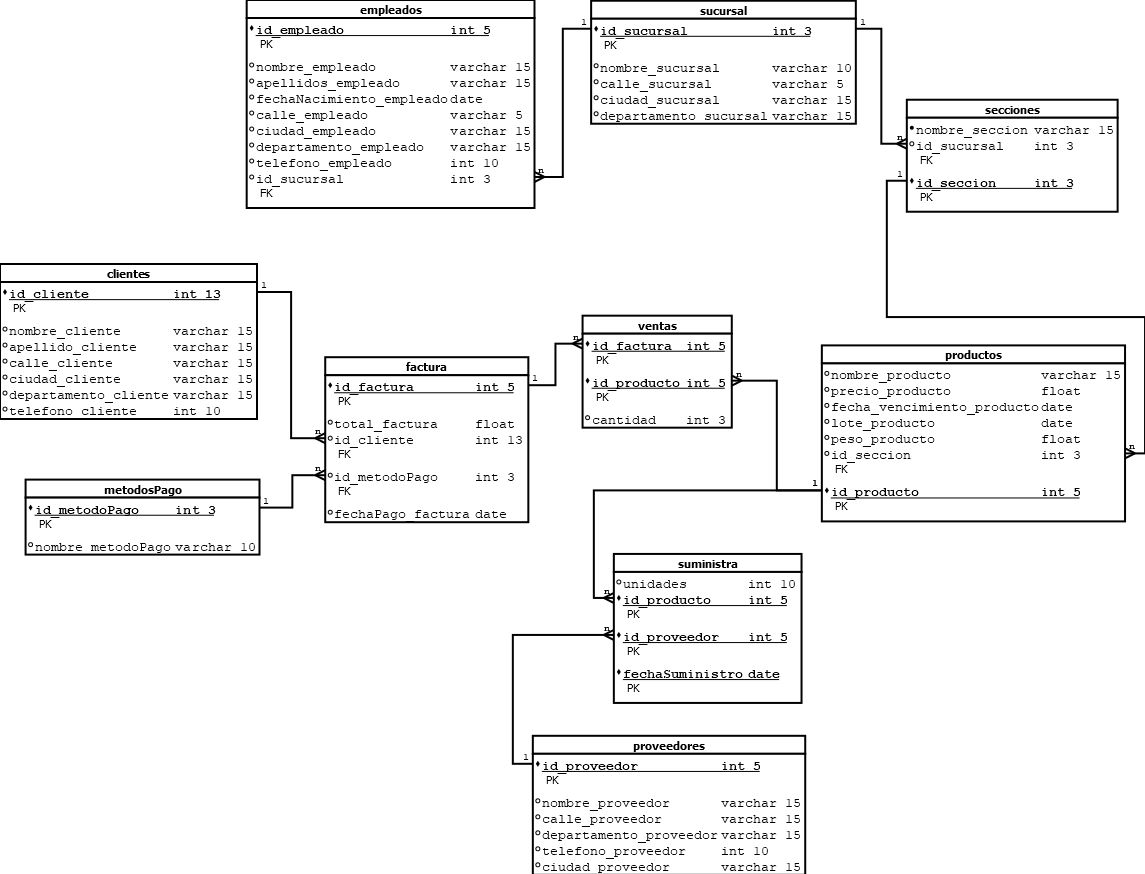 empleados
id_empleado int 5
PK
nombre_empleado varchar 15
apellidos_empleado varchar 15
fechaNacimiento_empleado date
calle_empleado varchar 5
ciudad_empleado varchar 15
departamento_empleado varchar 15
telefono_empleado int 10
id_sucursal int 3
FK
n
1
sucursal
id_sucursal int 3
PK
nombre_sucursal varchar 10
calle_sucursal varchar 5
ciudad_sucursal varchar 15
departamento_sucursal varchar 15
1
secciones
nombre_seccion varchar 15
n
id_sucursal int 3
FK
1
id_seccion int 3
PK
clientes
id_cliente int 13
PK
nombre_cliente varchar 15
apellido_cliente varchar 15
calle_cliente varchar 15
ciudad_cliente varchar 15
departamento_cliente varchar 15
telefono_cliente int 10
1
factura
id_factura int 5
PK
total_factura float
n
id_cliente int 13
FK
n
id_metodoPago int 3
FK
fechaPago_factura date
1
metodosPago
id_metodoPago int 3
PK
nombre_metodoPago varchar 10
1
ventas
n
id_factura int 5
PK
id_producto int 5
n
PK
cantidad int 3
productos
nombre_producto varchar 15
precio_producto float
fecha_vencimiento_producto date
lote_producto date
peso_producto float
id_seccion int 3
n
FK
1
id_producto int 5
PK
suministra
unidades int 10
n
id_producto int 5
PK
n
id_proveedor int 5
PK
fechaSuministro date
PK
proveedores
1
id_proveedor int 5
PK
nombre_proveedor varchar 15
calle_proveedor varchar 15
departamento_proveedor varchar 15
telefono_proveedor int 10
ciudad_proveedor varchar 15